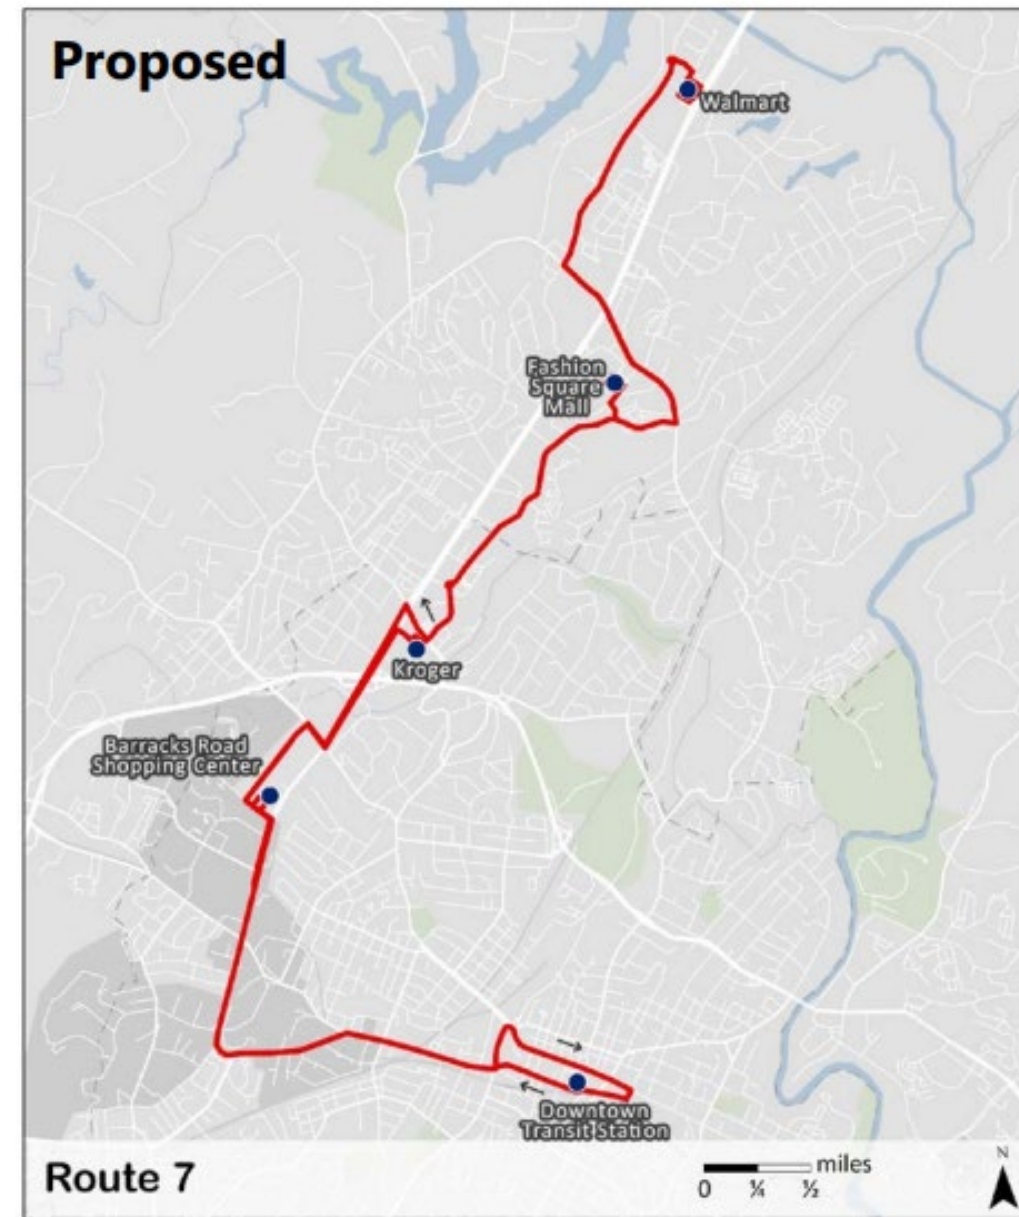 Proposed
Walmart
Fashion
Square
Mall
Kroger
Barracks Road
Shopping Center
Downtown
Transit Station
Route 7
miles
0 ¼ ½
N